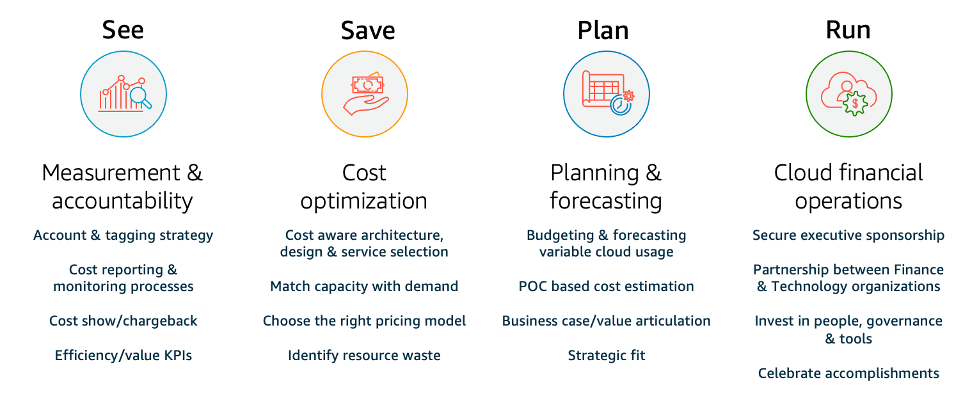 See
Save
Plan
Run
Measurement &
accountability
Account & tagging strategy
Cost reporting &
monitoring processes
Cost show/chargeback
Efficiency/value KPIs
Cost
optimization
Cost aware architecture,
design & service selection
Match capacity with demand
Choose the right pricing model
Identify resource waste
Planning &
forecasting
Budgeting & forecasting
variable cloud usage
POC based cost estimation
Business case/value articulation
Strategic fit
Cloud financial
operations
Secure executive sponsorship
Partnership between Finance
& Technology organizations
Invest in people, governance
& tools
Celebrate accomplishments